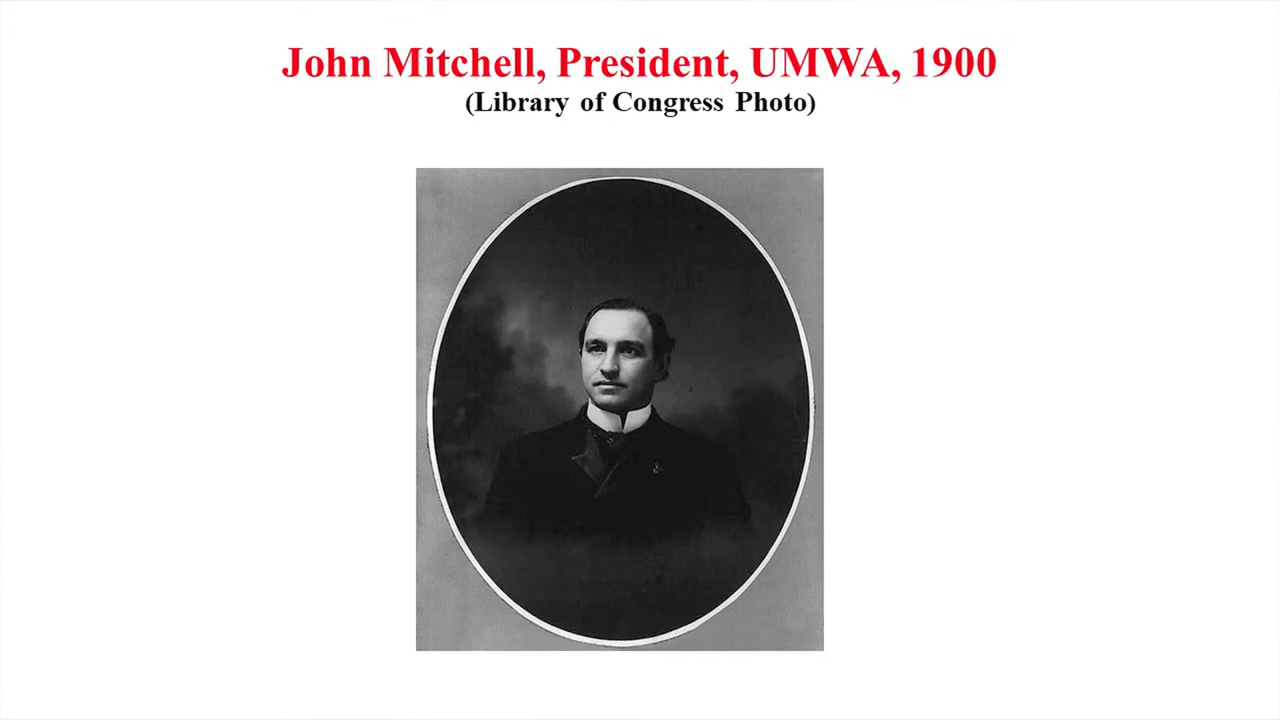 John Mitchell, President, UMWA, 1900
(Library of Congress Photo)